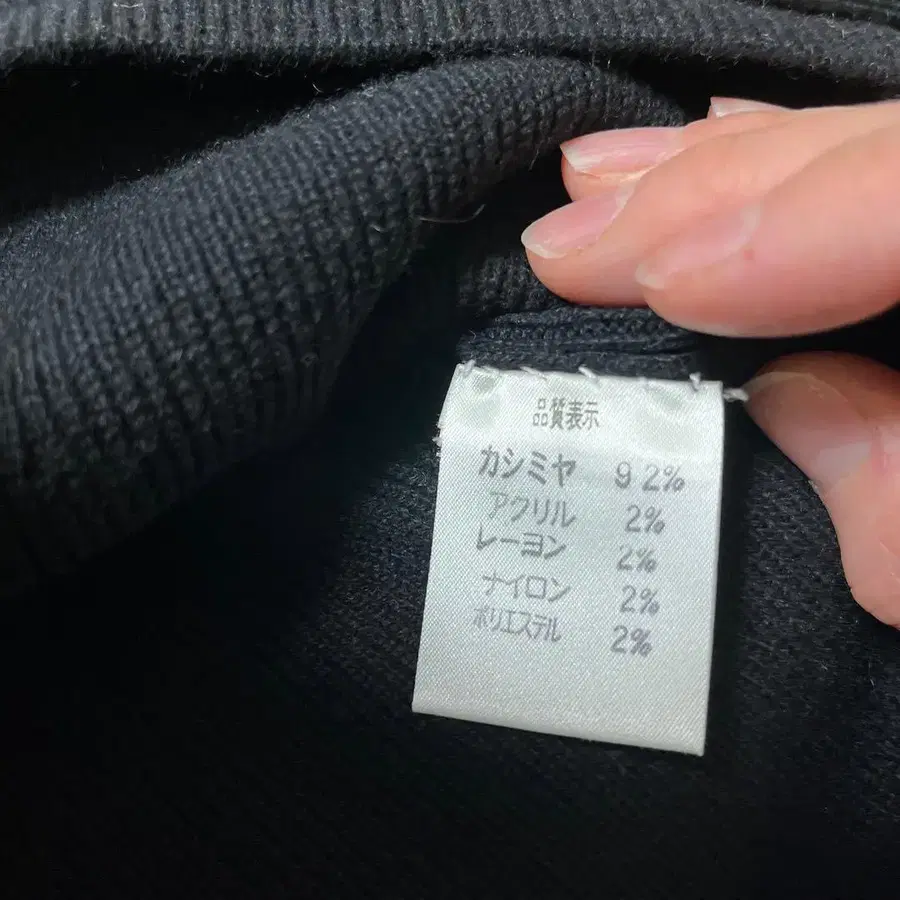 品質表示
カシミヤ 92%
アクリル 2%
レーヨン 2%
ナイロン 2%
ポリエステル 2%